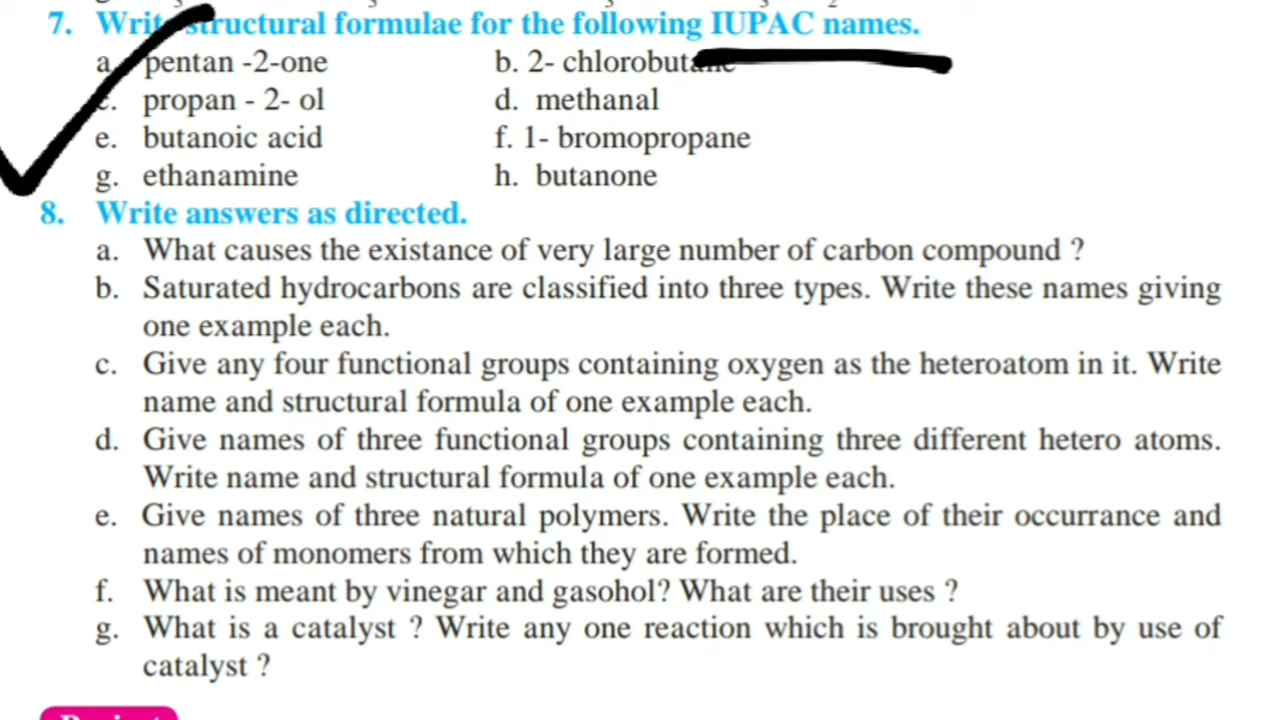 7. Write structural formulae for the following IUPAC names.
a. pentan -2-one b. 2- chlorobutane
c. propan - 2- ol d. methanal
e. butanoic acid f. 1- bromopropane
g. ethanamine h. butanone
8. Write answers as directed.
a. What causes the existance of very large number of carbon compound ?
b. Saturated hydrocarbons are classified into three types. Write these names giving
one example each.
c. Give any four functional groups containing oxygen as the heteroatom in it. Write
name and structural formula of one example each.
d. Give names of three functional groups containing three different hetero atoms.
Write name and structural formula of one example each.
e. Give names of three natural polymers. Write the place of their occurrance and
names of monomers from which they are formed.
f. What is meant by vinegar and gasohol? What are their uses ?
g. What is a catalyst ? Write any one reaction which is brought about by use of
catalyst ?